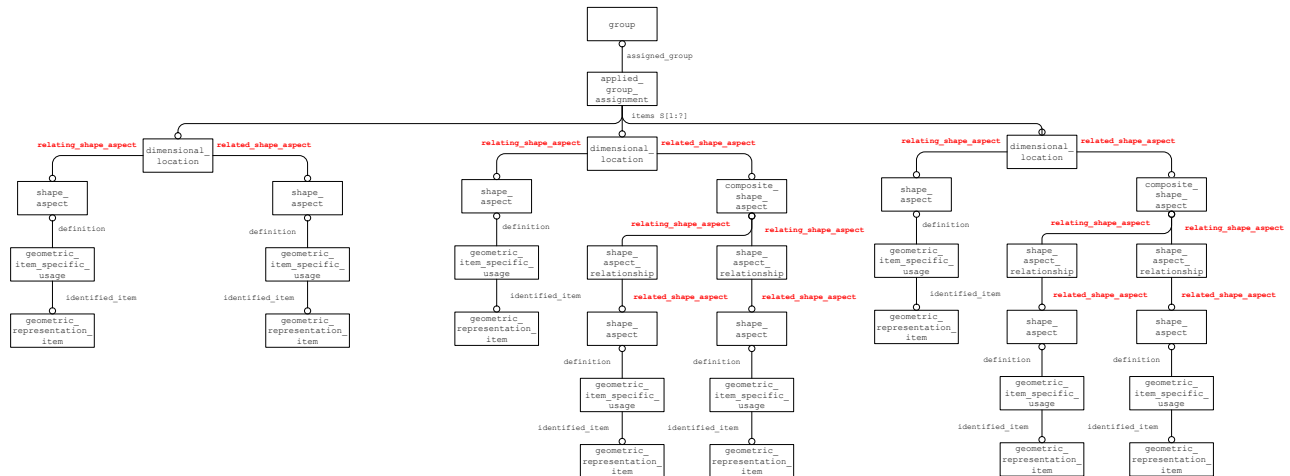 group
assigned_group
applied_
group_
assignment
items S[1:?]
relating_shape_aspect
dimensional_
location
related_shape_aspect
relating_shape_aspect
dimensional_
location
related_shape_aspect
relating_shape_aspect
dimensional_
location
related_shape_aspect
shape_
aspect
shape_
aspect
shape_
aspect
composite_
shape_
aspect
shape_
aspect
composite_
shape_
aspect
definition
definition
definition
relating_shape_aspect
relating_shape_aspect
definition
relating_shape_aspect
relating_shape_aspect
geometric_
item_specific_
usage
geometric_
item_specific_
usage
geometric_
item_specific_
usage
shape_
aspect_
relationship
shape_
aspect_
relationship
geometric_
item_specific_
usage
shape_
aspect_
relationship
shape_
aspect_
relationship
identified_item
identified_item
identified_item
related_shape_aspect
related_shape_aspect
identified_item
related_shape_aspect
related_shape_aspect
geometric_
representation_
item
geometric_
representation_
item
geometric_
representation_
item
shape_
aspect
shape_
aspect
geometric_
representation_
item
shape_
aspect
shape_
aspect
definition
definition
definition
definition
geometric_
item_specific_
usage
geometric_
item_specific_
usage
geometric_
item_specific_
usage
geometric_
item_specific_
usage
identified_item
identified_item
identified_item
identified_item
geometric_
representation_
item
geometric_
representation_
item
geometric_
representation_
item
geometric_
representation_
item